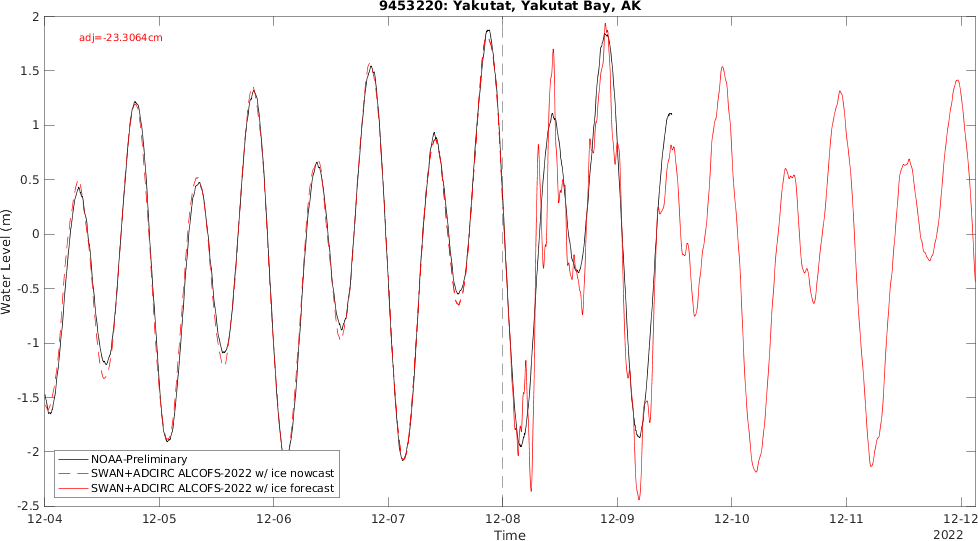 9453220: Yakutat, Yakutat Bay, AK
adj=-23.3064cm
2
1.5
1
0.5
0
-0.5
-1
-1.5
-2
-2.5
Water Level (m)
NOAA-Preliminary
SWAN+ADCIRC ALCOFS-2022 w/ ice nowcast
SWAN+ADCIRC ALCOFS-2022 w/ ice forecast
12-04 12-05 12-06 12-07 12-08 12-09 12-10 12-11 12-12
Time
2022